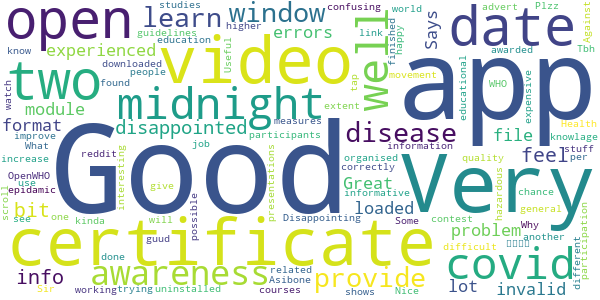 studies
advert
confusing
world
Plzz
open
learn
window
Says
date
Against
guidelines
higher
link
finished
happy
know
education
errors
awarded
Tbh
experienced
video
Useful
well
app
two
downloaded
people
found
watch
module
midnight
tap
movement
WHO
educational
expensive
format
disappointed
measures
extent
disease
file
Health
improve
What
job
participants
information
knowlage
increase
reddit
Good
organised
correctly
feel
stuff
per
OpenWHO
epidemic
interesting
give
presentations
Great
informative
quality
hazardous
chance
very
scroll
use
see
bit
one
kinda
will
possible
guud
loaded
Disappointing
Some
problem
contest
Why
general
another
different
participation
certificate
done
related
Asibone
difficult
info
awareness
provide
covid
Sir
working
trying
uninstalled
courses
shows
Nice
lot
invalid